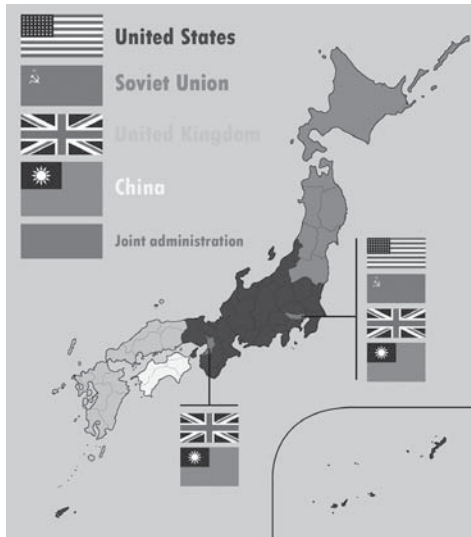 United States
Soviet Union
United Kingdom
China
Joint administration